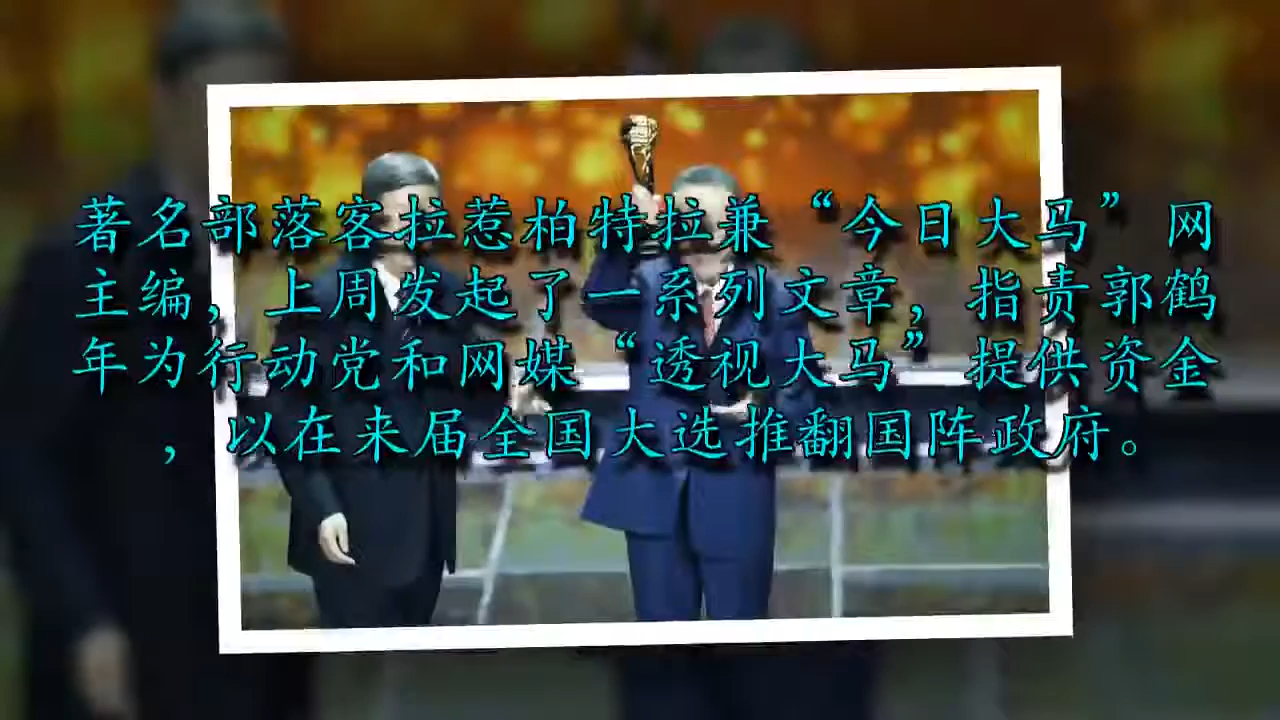 著名部落客拉惹柏特拉兼“今日大马”网
主编，上周发起了一系列文章，指责郭鹤
年为行动党和网媒“透视大马”提供资金
，以在来届全国大选推翻国阵政府。